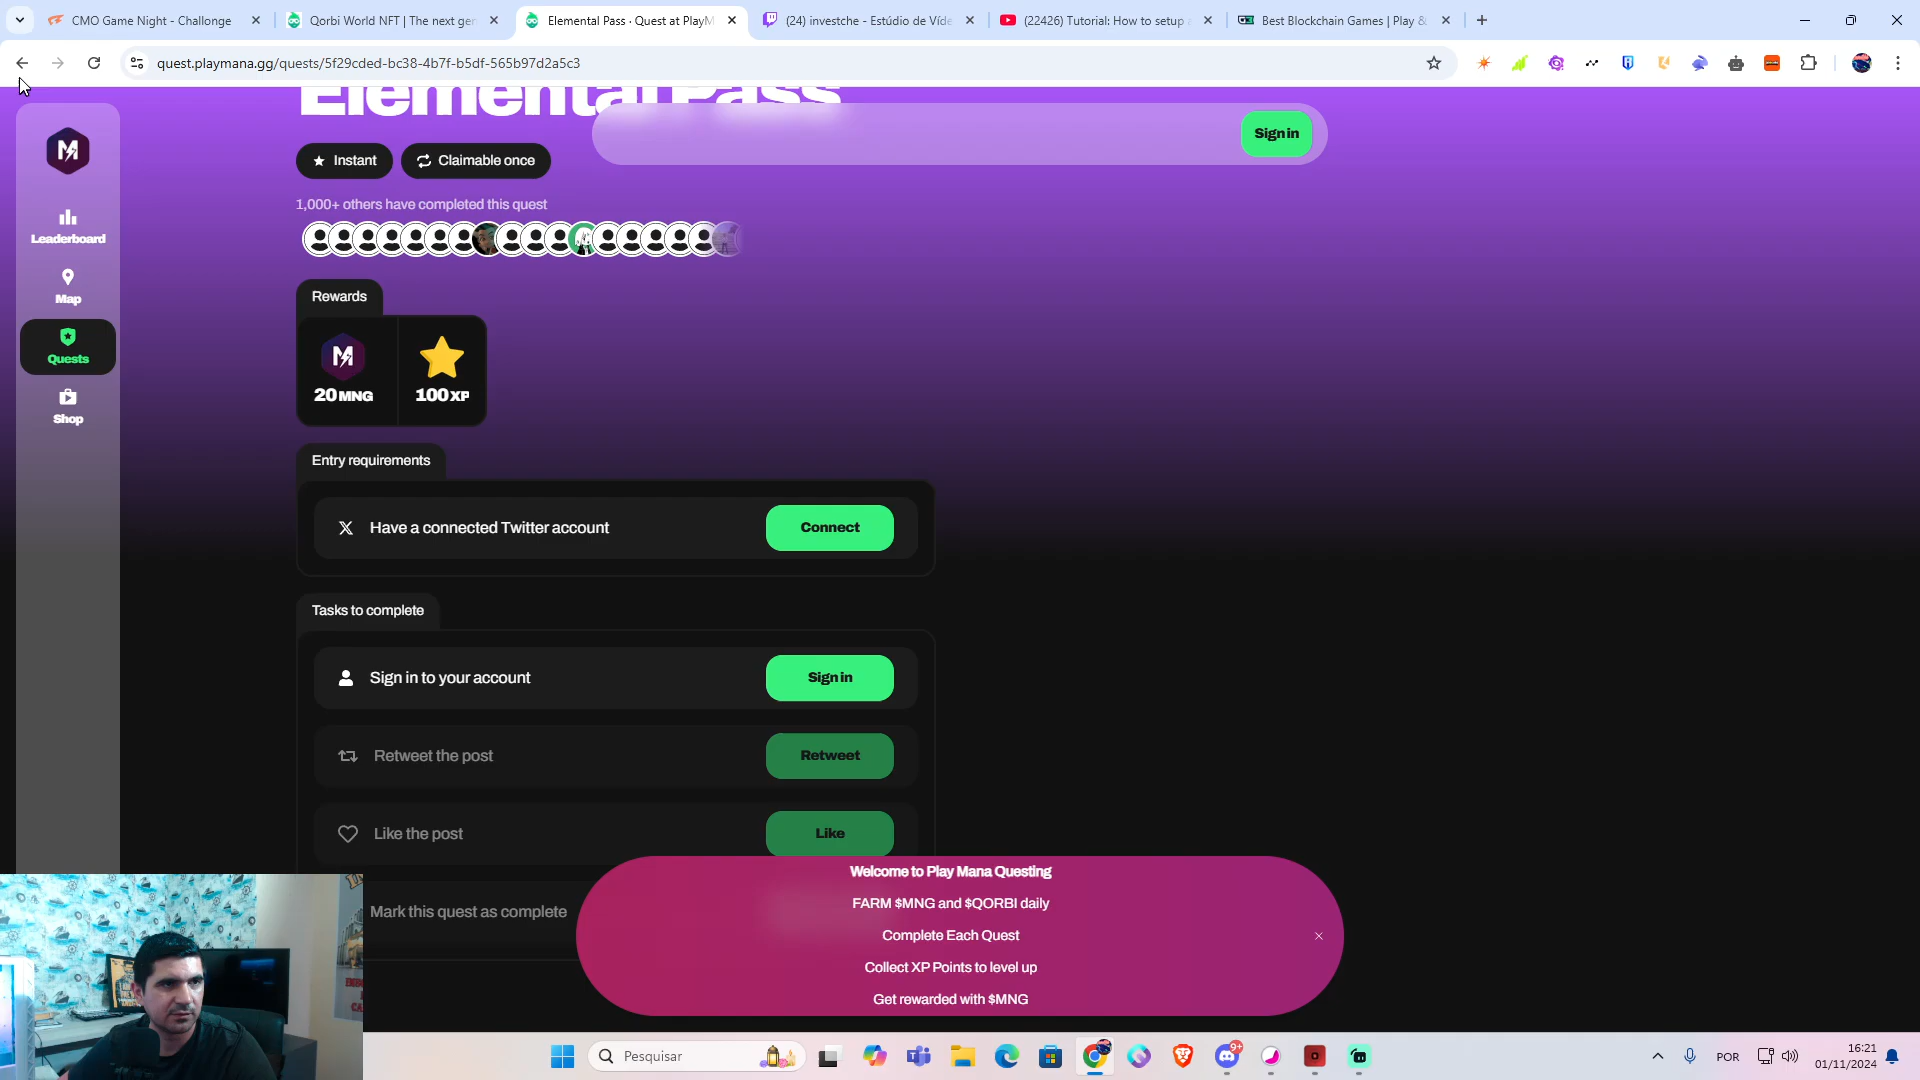 CMO Game Night - Challonge
Qorbi World NFT | The next gen
Elemental Pass · Quest at PlayM
(24) investche - Estúdio de Víde
(22426) Tutorial: How to setup a
Best Blockchain Games | Play &
quest.playmana.gg/quests/5f29cded-bc38-4b7f-b5df-565b97d2a5c3
Elemental Pass
Sign in
Instant
Claimable once
1,000+ others have completed this quest
Leaderboard
Map
Quests
Shop
Rewards
20 MNG
100 XP
Entry requirements
Have a connected Twitter account
Connect
Tasks to complete
Sign in to your account
Sign in
Retweet the post
Retweet
Like the post
Like
Mark this quest as complete
Welcome to Play Mana Questing
FARM $MNG and $QORBI daily
Complete Each Quest
Collect XP Points to level up
Get rewarded with $MNG
Pesquisar
9+
POR
16:21
01/11/2024